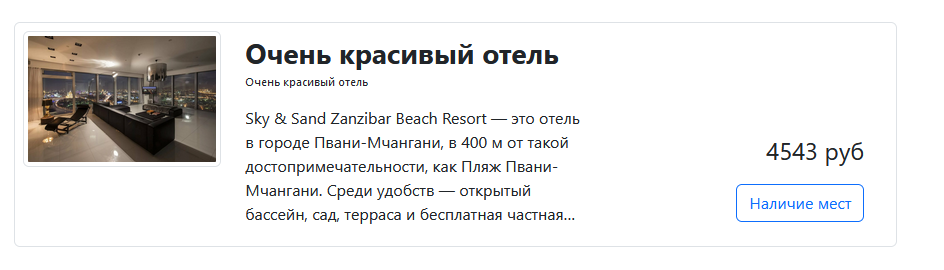 Очень красивый отель
Очень красивый отель
Sky & Sand Zanzibar Beach Resort — это отель
в городе Пвани-Мчангани, в 400 м от такой
достопримечательности, как Пляж Пвани-
Мчангани. Среди удобств — открытый
бассейн, сад, терраса и бесплатная частная...
4543 руб
Наличие мест